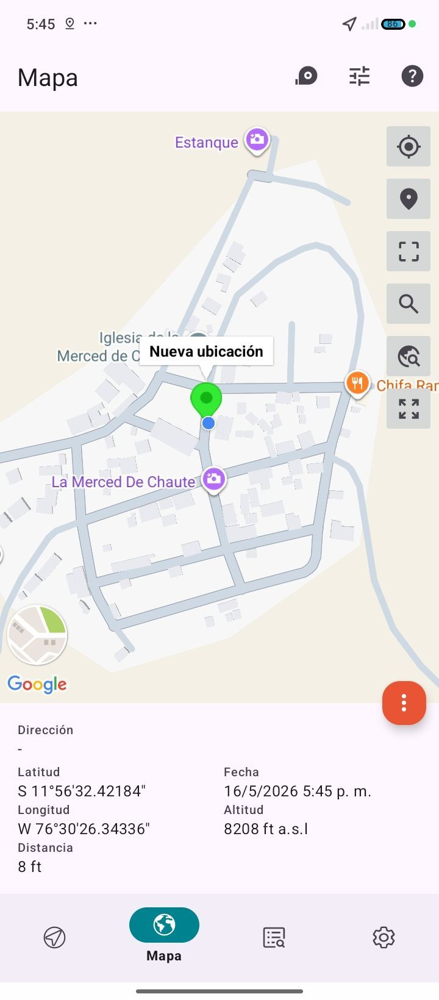 5:45
86
Mapa
Estanque
Iglesia de la
Merced de C
Nueva ubicación
Chifa Ran
La Merced De Chaute
Google
Dirección
-
Latitud
S 11°56'32.42184"
Fecha
16/5/2026 5:45 p. m.
Longitud
W 76°30'26.34336"
Altitud
8208 ft a.s.l
Distancia
8 ft
Mapa